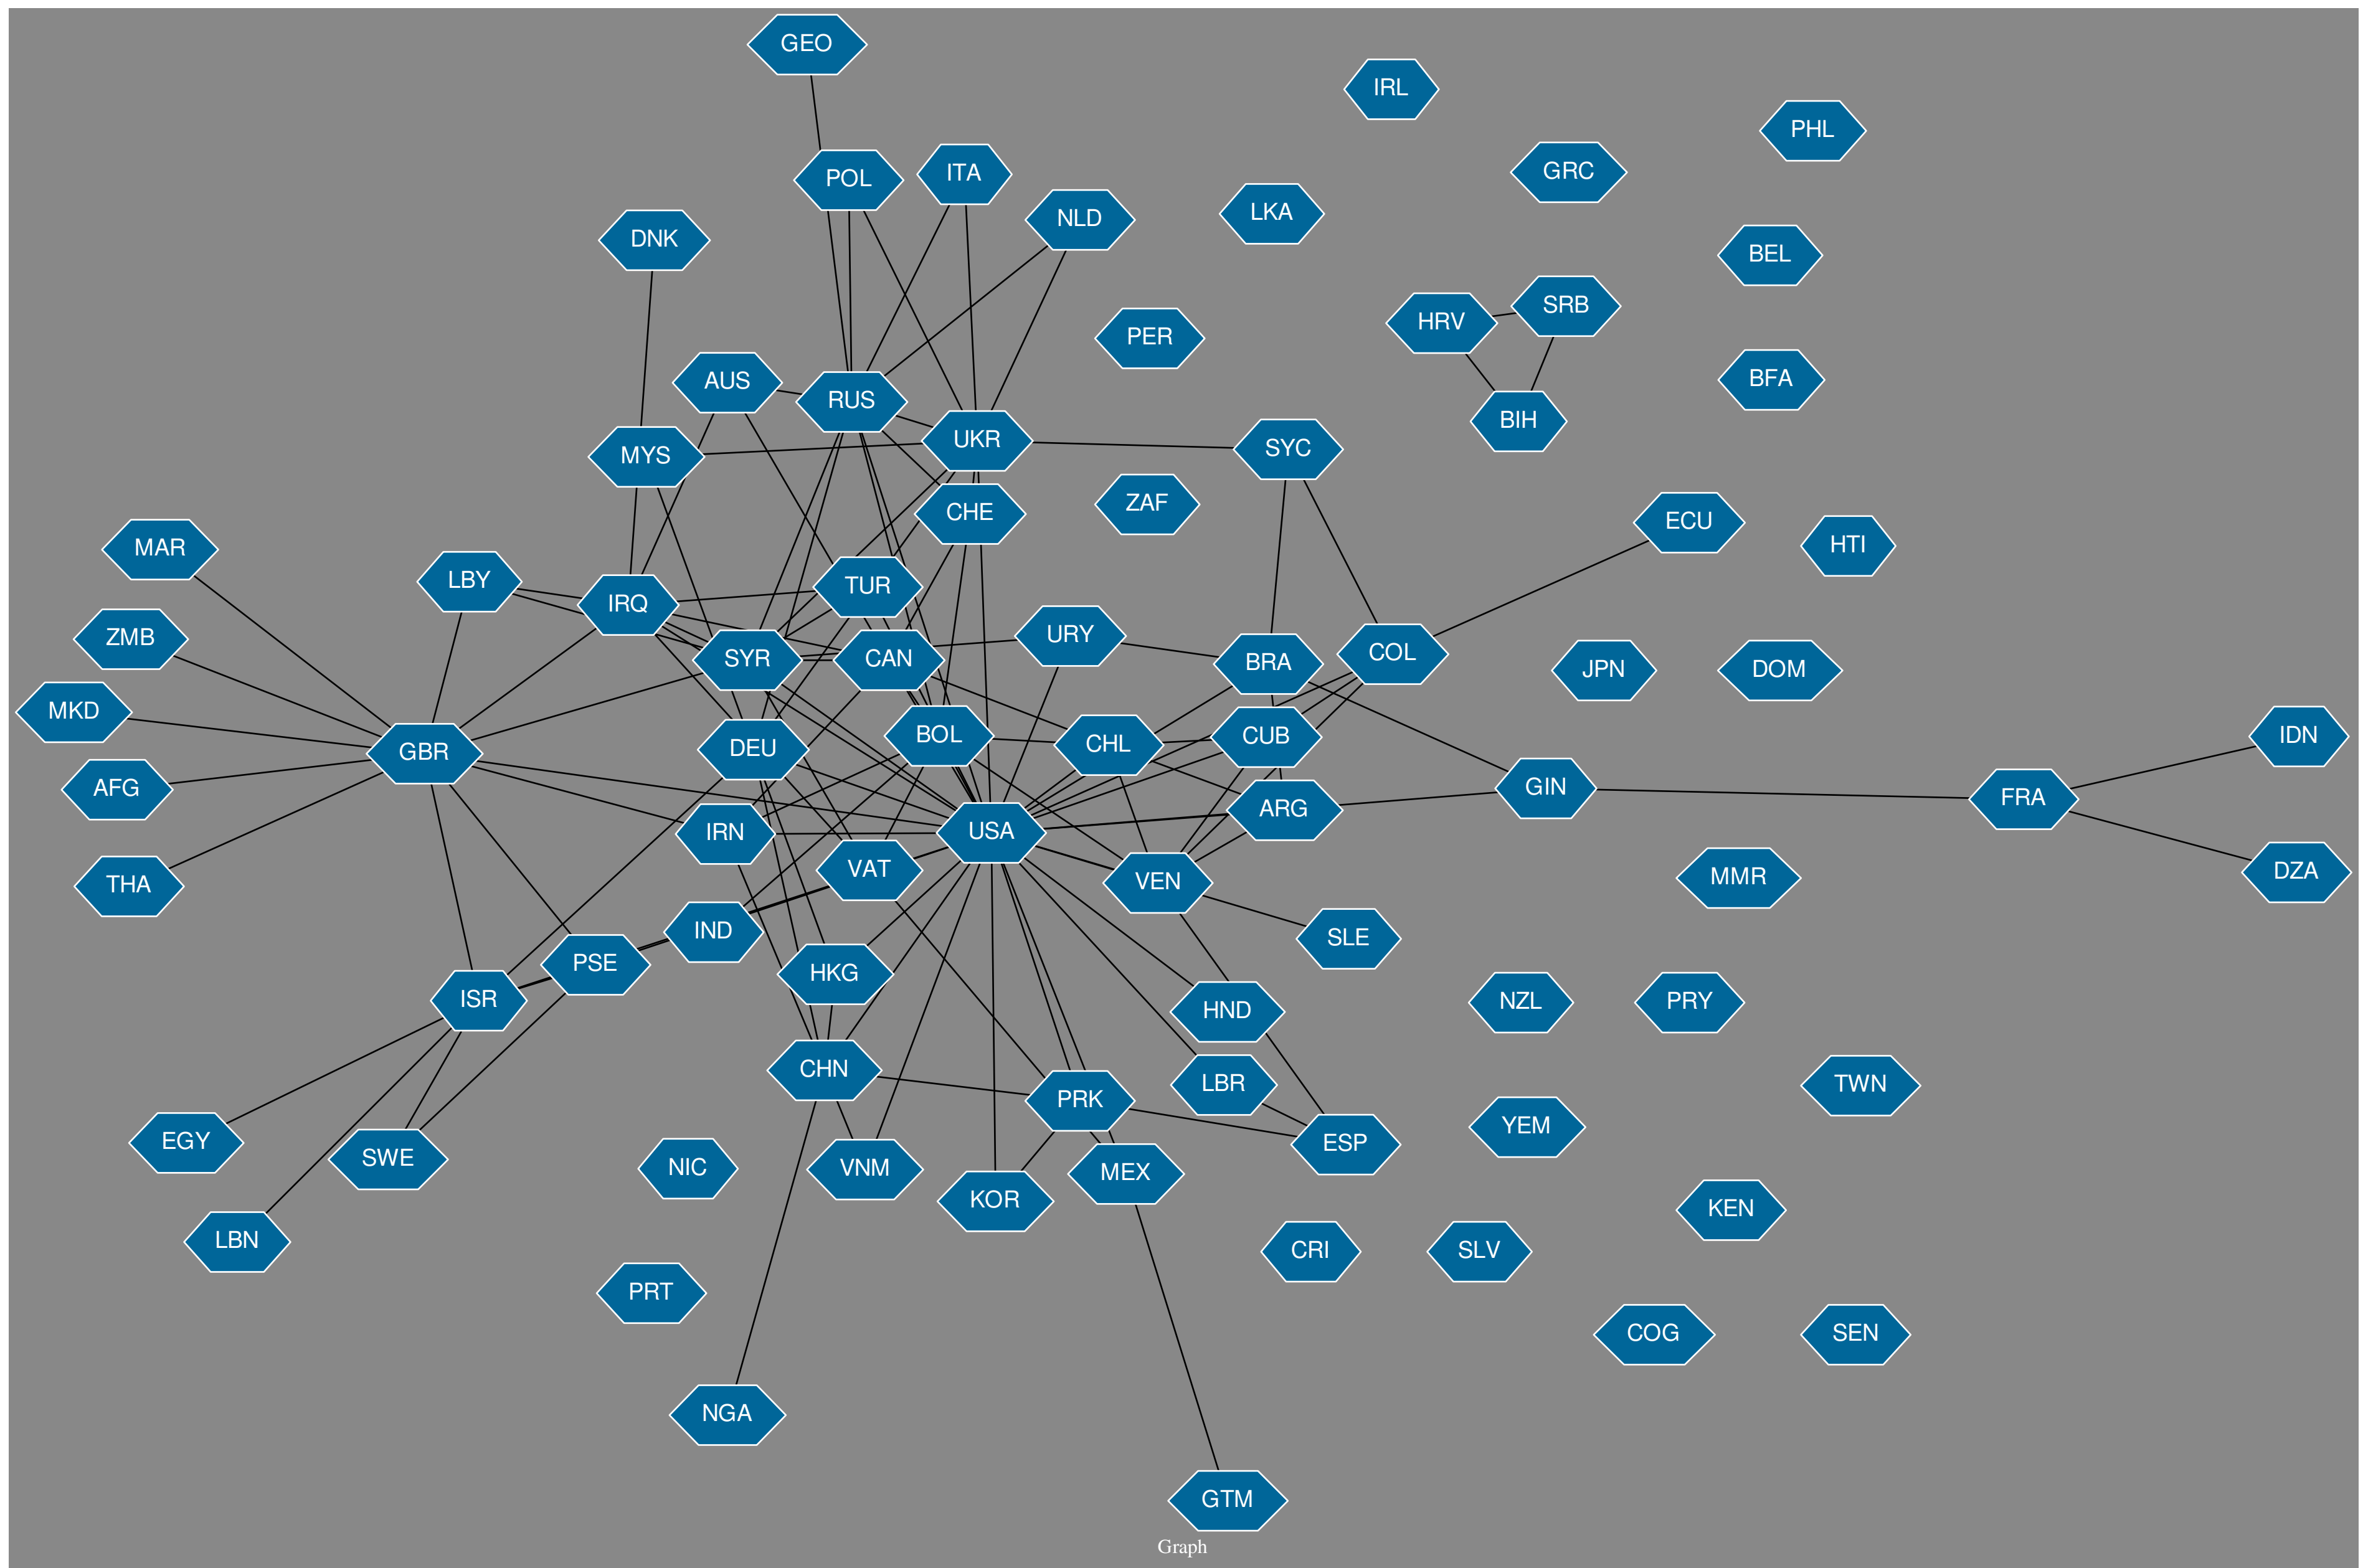 GEO
IRL
PHL
POL
ITA
GRC
NLD
LKA
DNK
BEL
SRB
HRV
PER
BFA
AUS
RUS
BIH
UKR
SYC
MYS
ZAF
CHE
ECU
HTI
MAR
LBY
TUR
IRQ
ZMB
URY
COL
SYR
CAN
BRA
JPN
DOM
MKD
BOL
CUB
IDN
CHL
DEU
GBR
GIN
AFG
FRA
ARG
IRN
USA
VAT
DZA
MMR
VEN
THA
IND
SLE
PSE
HKG
ISR
NZL
PRY
HND
CHN
LBR
TWN
PRK
YEM
EGY
ESP
SWE
NIC
VNM
MEX
KOR
KEN
LBN
CRI
SLV
PRT
COG
SEN
NGA
GTM
Graph